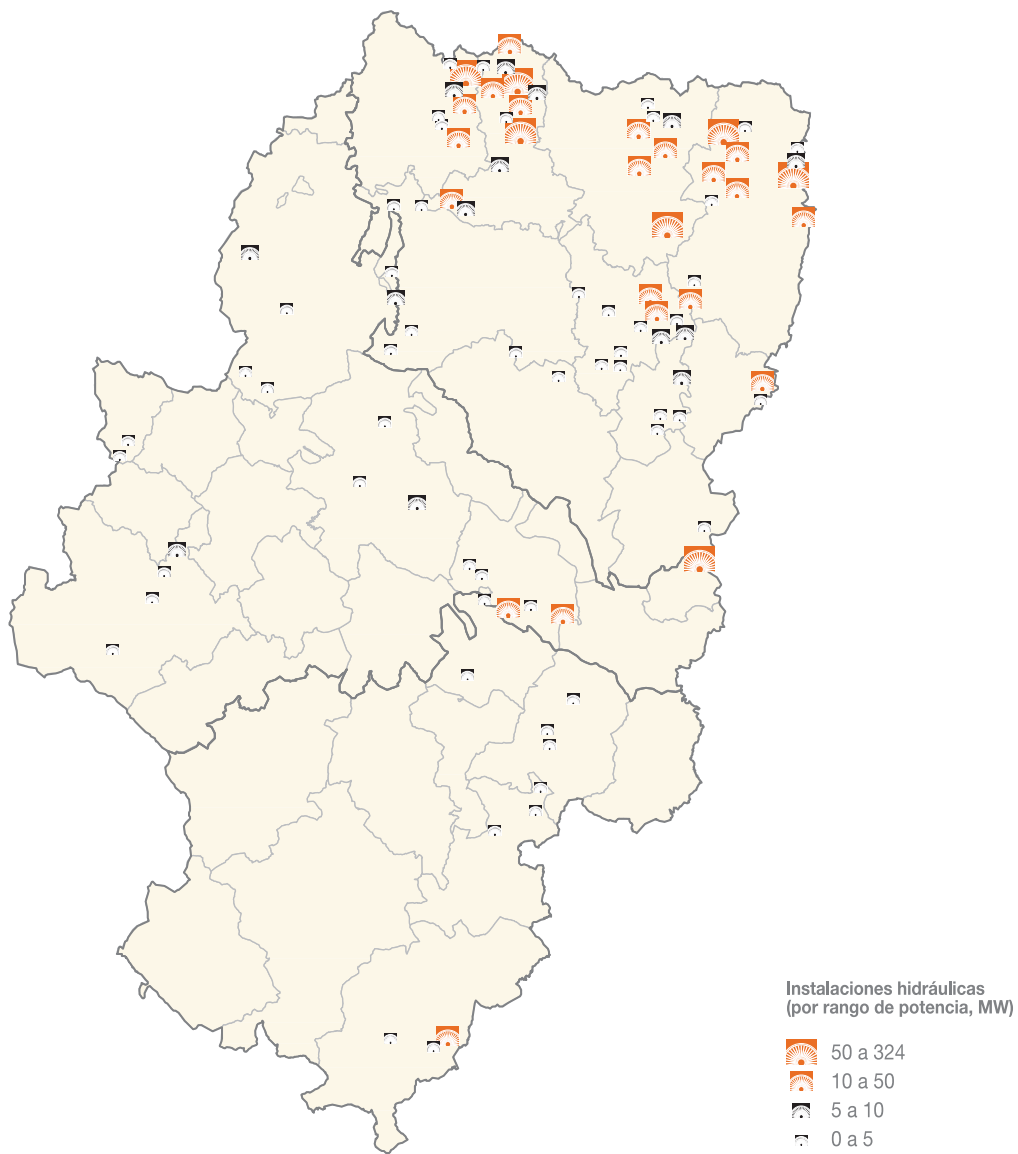 Instalaciones hidráulicas
(por rango de potencia, MW)
50 a 324
10 a 50
5 a 10
0 a 5